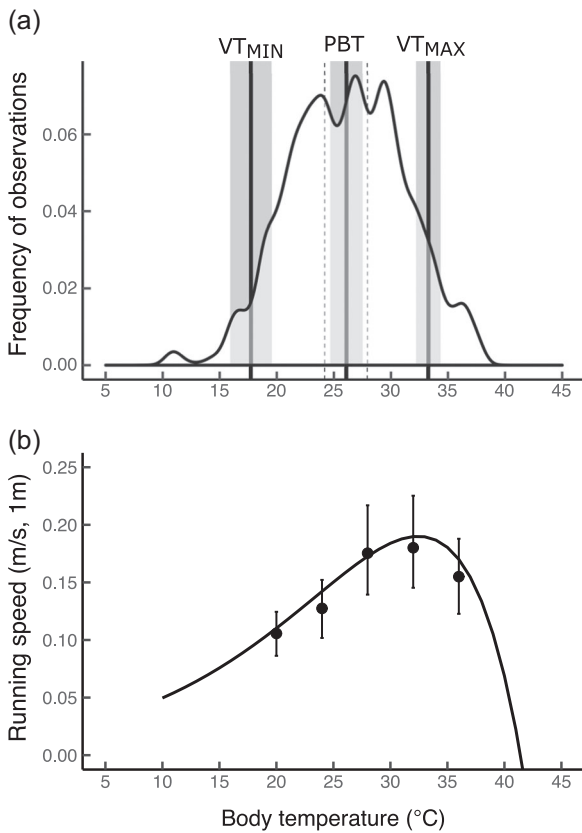 (a)
VTMIN PBT VTMAX
Frequency of observations
0.06
0.04
0.02
0.00
5 10 15 20 25 30 35 40 45
(b)
Running speed (m/s, 1m)
0.25
0.20
0.15
0.10
0.05
0.00
5 10 15 20 25 30 35 40 45
Body temperature (°C)